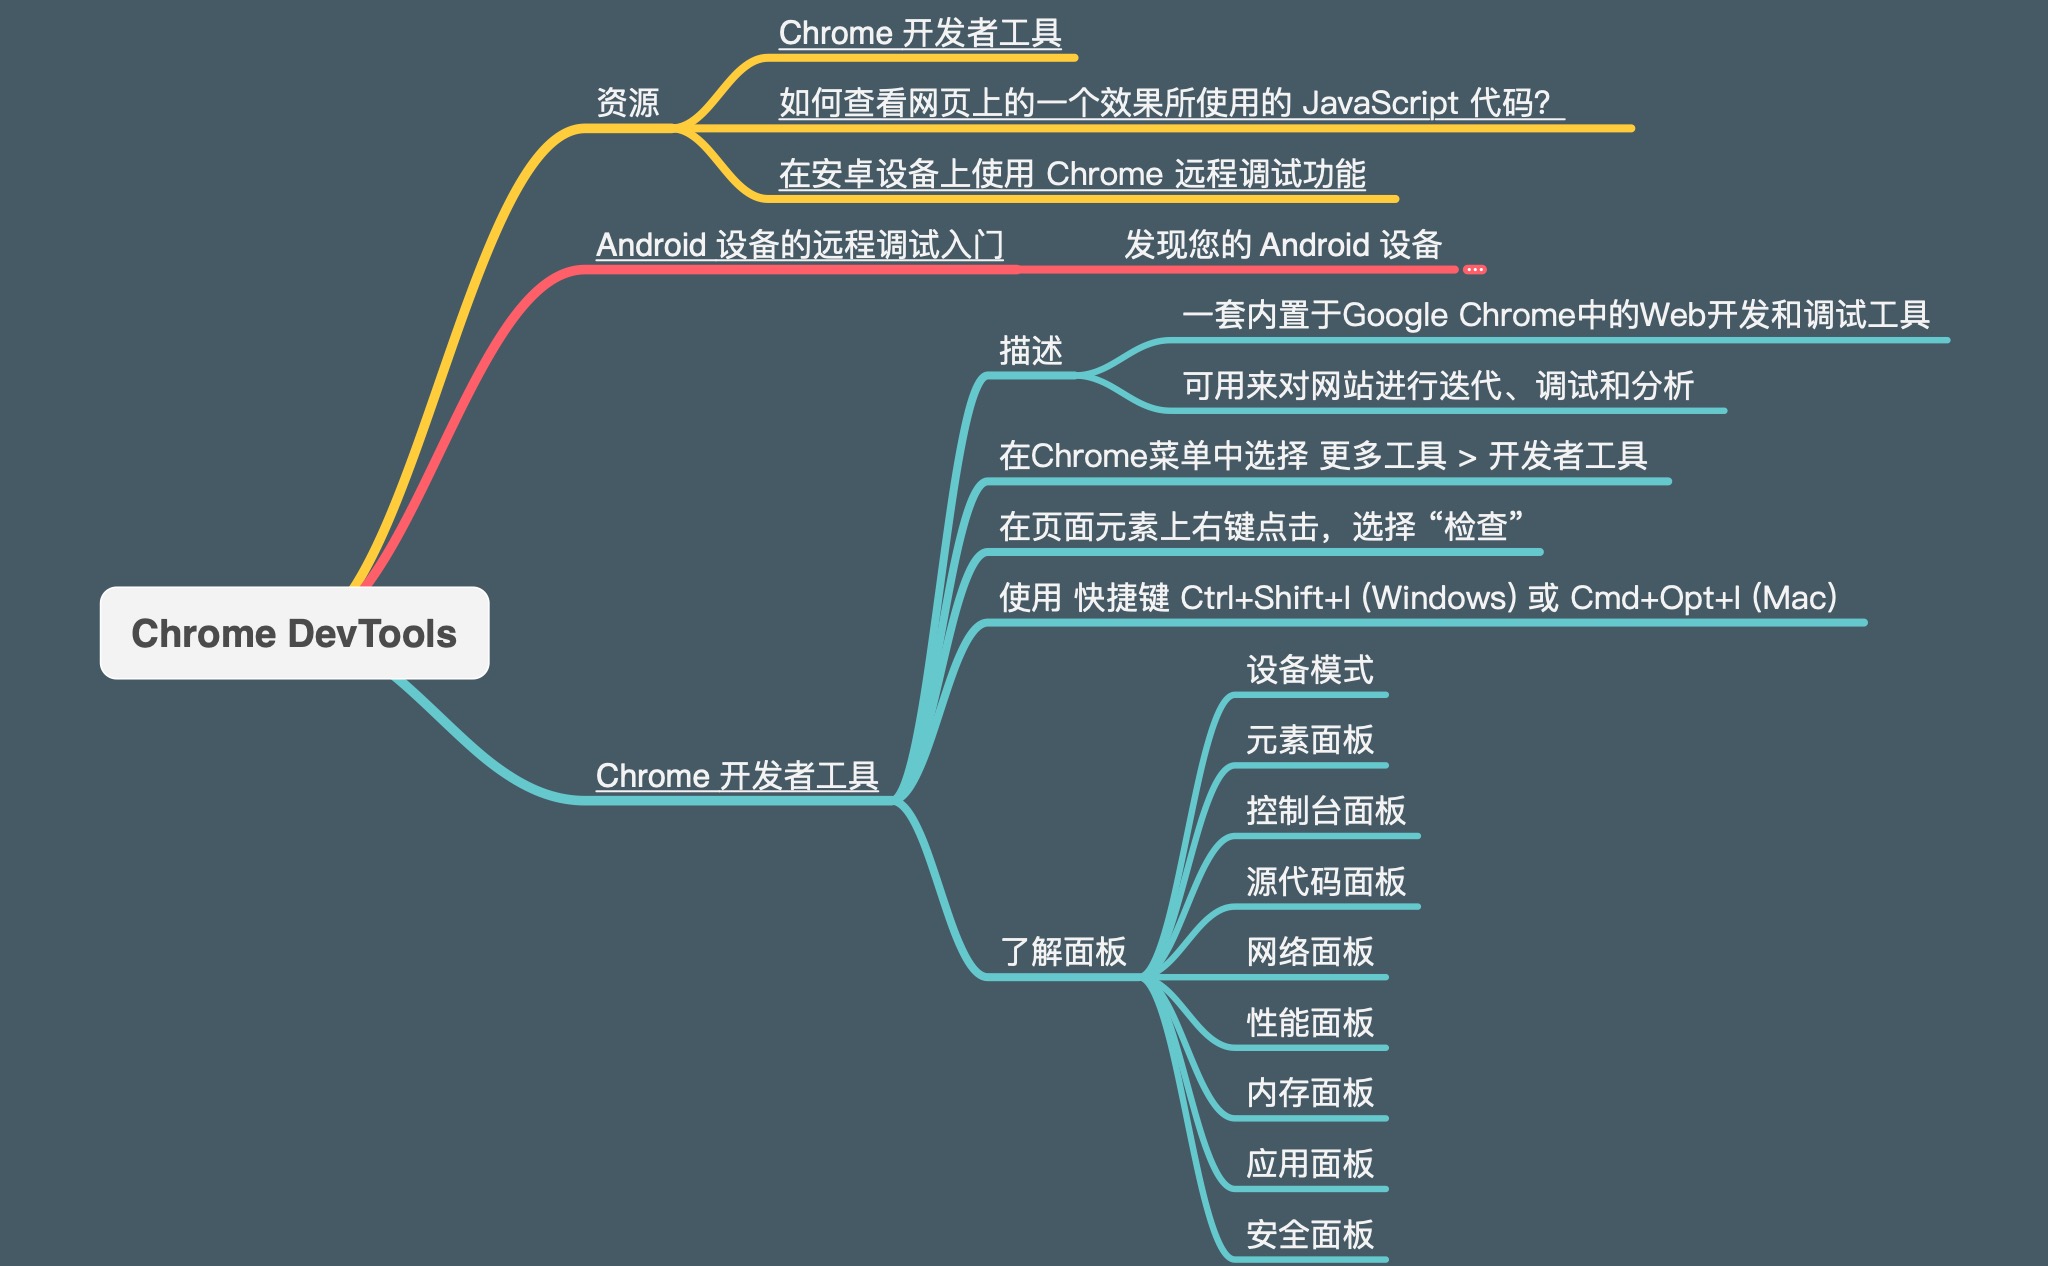 Chrome 开发者工具
资源
如何查看网页上的一个效果所使用的 JavaScript 代码？
在安卓设备上使用 Chrome 远程调试功能
Android 设备的远程调试入门
发现您的 Android 设备
一套内置于Google Chrome中的Web开发和调试工具
描述
可用来对网站进行迭代、调试和分析
在Chrome菜单中选择 更多工具 > 开发者工具
在页面元素上右键点击，选择 “检查”
使用 快捷键 Ctrl+Shift+I (Windows) 或 Cmd+Opt+I (Mac)
Chrome DevTools
设备模式
元素面板
Chrome 开发者工具
控制台面板
源代码面板
了解面板
网络面板
性能面板
内存面板
应用面板
安全面板